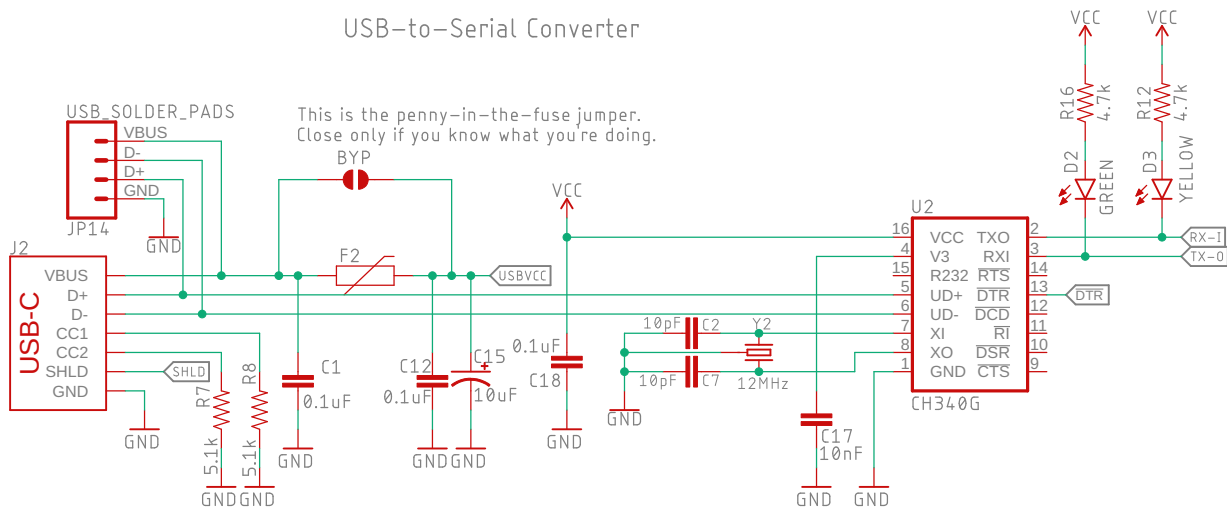 USB-to-Serial Converter
USB_SOLDER_PADS
VBUS
D-
D+
GND
JP14
GND
This is the penny-in-the-fuse jumper.
Close only if you know what you're doing.
BYP
F2
USBVCC
J2
USB-C
VBUS
D+
D-
CC1
CC2
SHLD
GND
SHLD
GND
R7
5.1k
GND
R8
5.1k
GND
C1
0.1uF
GND
C12
0.1uF
GND
C15
+
10uF
GND
VCC
0.1uF
C18
GND
10pF
C2
10pF
C7
Y2
12MHz
GND
C17
10nF
GND
GND
U2
16 VCC TXO 2
4 V3 RXI 3
15 R232 RTS 14
5 UD+ DTR 13
6 UD- DCD 12
7 XI RI 11
8 XO DSR 10
1 GND CTS 9
CH340G
VCC
R16
4.7k
D2
GREEN
VCC
R12
4.7k
D3
YELLOW
RX-I
TX-O
DTR